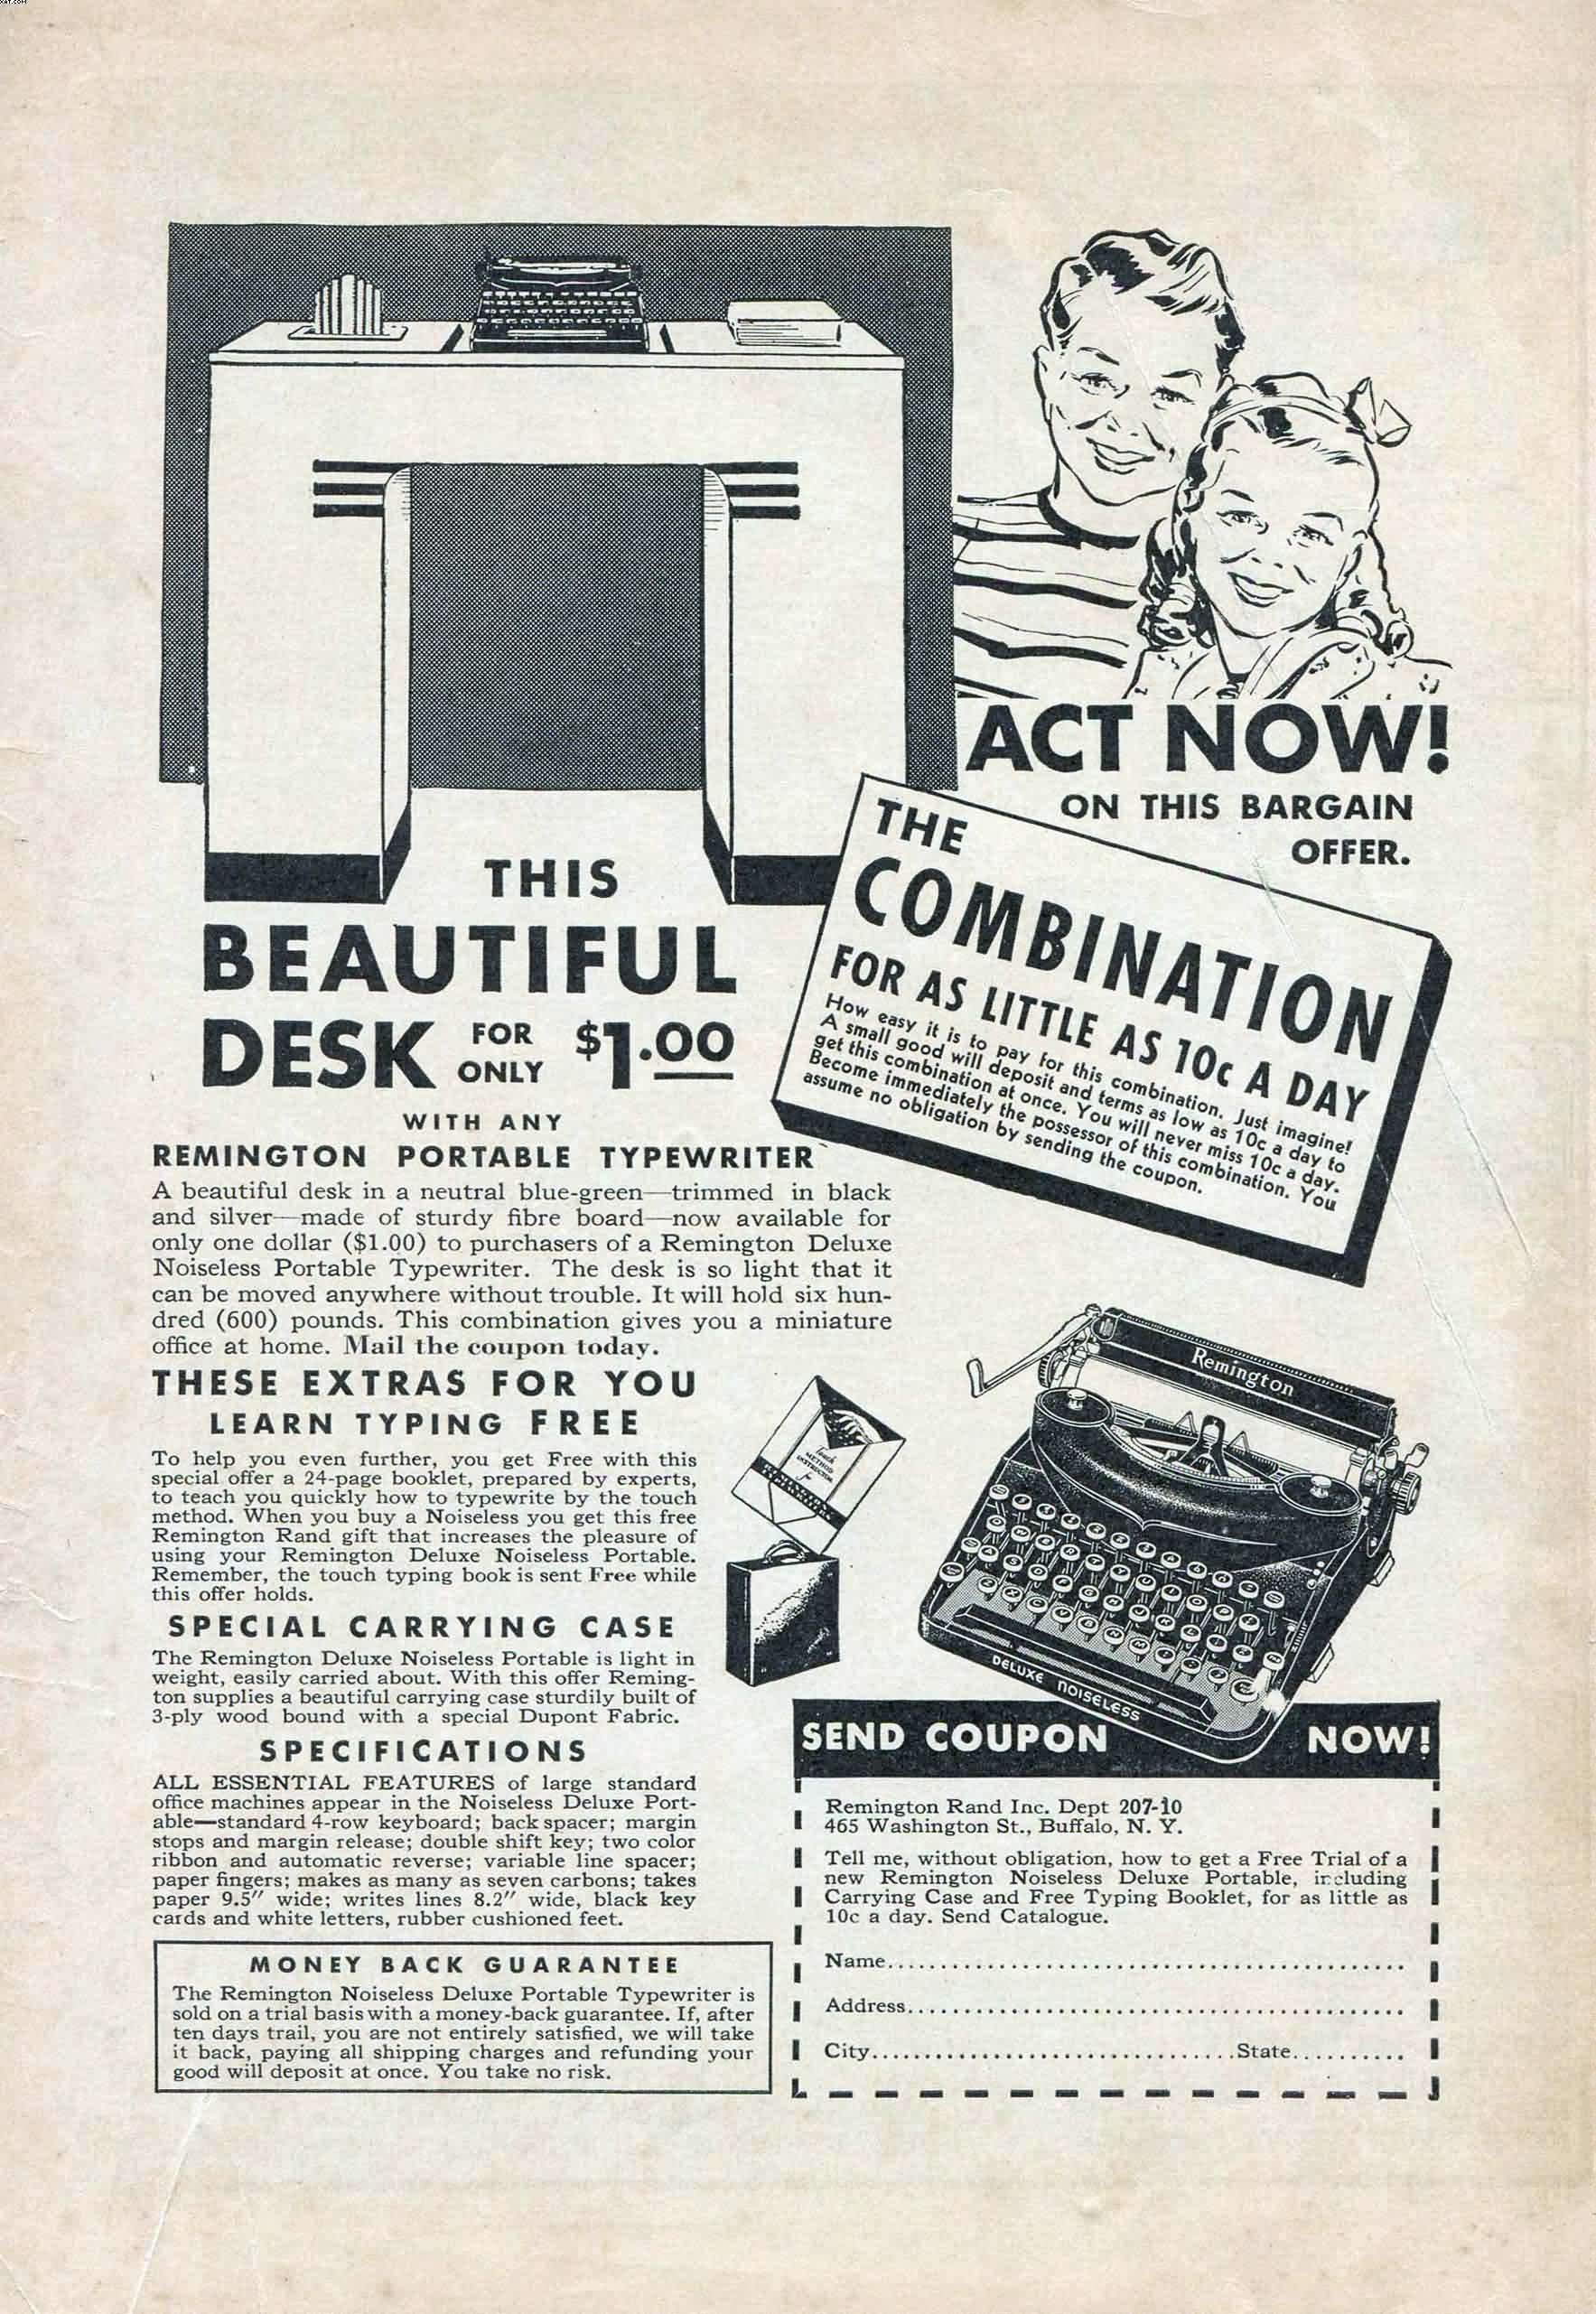 ACT NOW!
ON THIS BARGAIN
OFFER.
THE
COMBINATION
FOR AS LITTLE AS 10c A DAY
How easy it is to pay for this combination. Just imagine!
A small good will deposit and terms as low as 10c a day to
get this combination at once. You will never miss 10c a day.
Become immediately the possessor of this combination. You
assume no obligation by sending the coupon.
THIS
BEAUTIFUL
DESK FOR ONLY $1.00
WITH ANY
REMINGTON PORTABLE TYPEWRITER
A beautiful desk in a neutral blue-green—trimmed in black
and silver—made of sturdy fibre board—now available for
only one dollar ($1.00) to purchasers of a Remington Deluxe
Noiseless Portable Typewriter. The desk is so light that it
can be moved anywhere without trouble. It will hold six hun-
dred (600) pounds. This combination gives you a miniature
office at home. Mail the coupon today.
THESE EXTRAS FOR YOU
LEARN TYPING FREE
To help you even further, you get Free with this
special offer a 24-page booklet, prepared by experts,
to teach you quickly how to typewrite by the touch
method. When you buy a Noiseless you get this free
Remington Rand gift that increases the pleasure of
using your Remington Deluxe Noiseless Portable.
Remember, the touch typing book is sent Free while
this offer holds.
SPECIAL CARRYING CASE
The Remington Deluxe Noiseless Portable is light in
weight, easily carried about. With this offer Reming-
ton supplies a beautiful carrying case sturdily built of
3-ply wood bound with a special Dupont Fabric.
SPECIFICATIONS
ALL ESSENTIAL FEATURES of large standard
office machines appear in the Noiseless Deluxe Port-
able—standard 4-row keyboard; back spacer; margin
stops and margin release; double shift key; two color
ribbon and automatic reverse; variable line spacer;
paper fingers; makes as many as seven carbons; takes
paper 9.5" wide; writes lines 8.2" wide, black key
cards and white letters, rubber cushioned feet.
MONEY BACK GUARANTEE
The Remington Noiseless Deluxe Portable Typewriter is
sold on a trial basis with a money-back guarantee. If, after
ten days trail, you are not entirely satisfied, we will take
it back, paying all shipping charges and refunding your
good will deposit at once. You take no risk.
Touch
METHOD
INSTRUCTOR
for
Remington
DELUXE NOISELESS
SEND COUPON NOW!
Remington Rand Inc. Dept 207-10
465 Washington St., Buffalo, N. Y.
Tell me, without obligation, how to get a Free Trial of a
new Remington Noiseless Deluxe Portable, including
Carrying Case and Free Typing Booklet, for as little as
10c a day. Send Catalogue.
Name
Address
City State